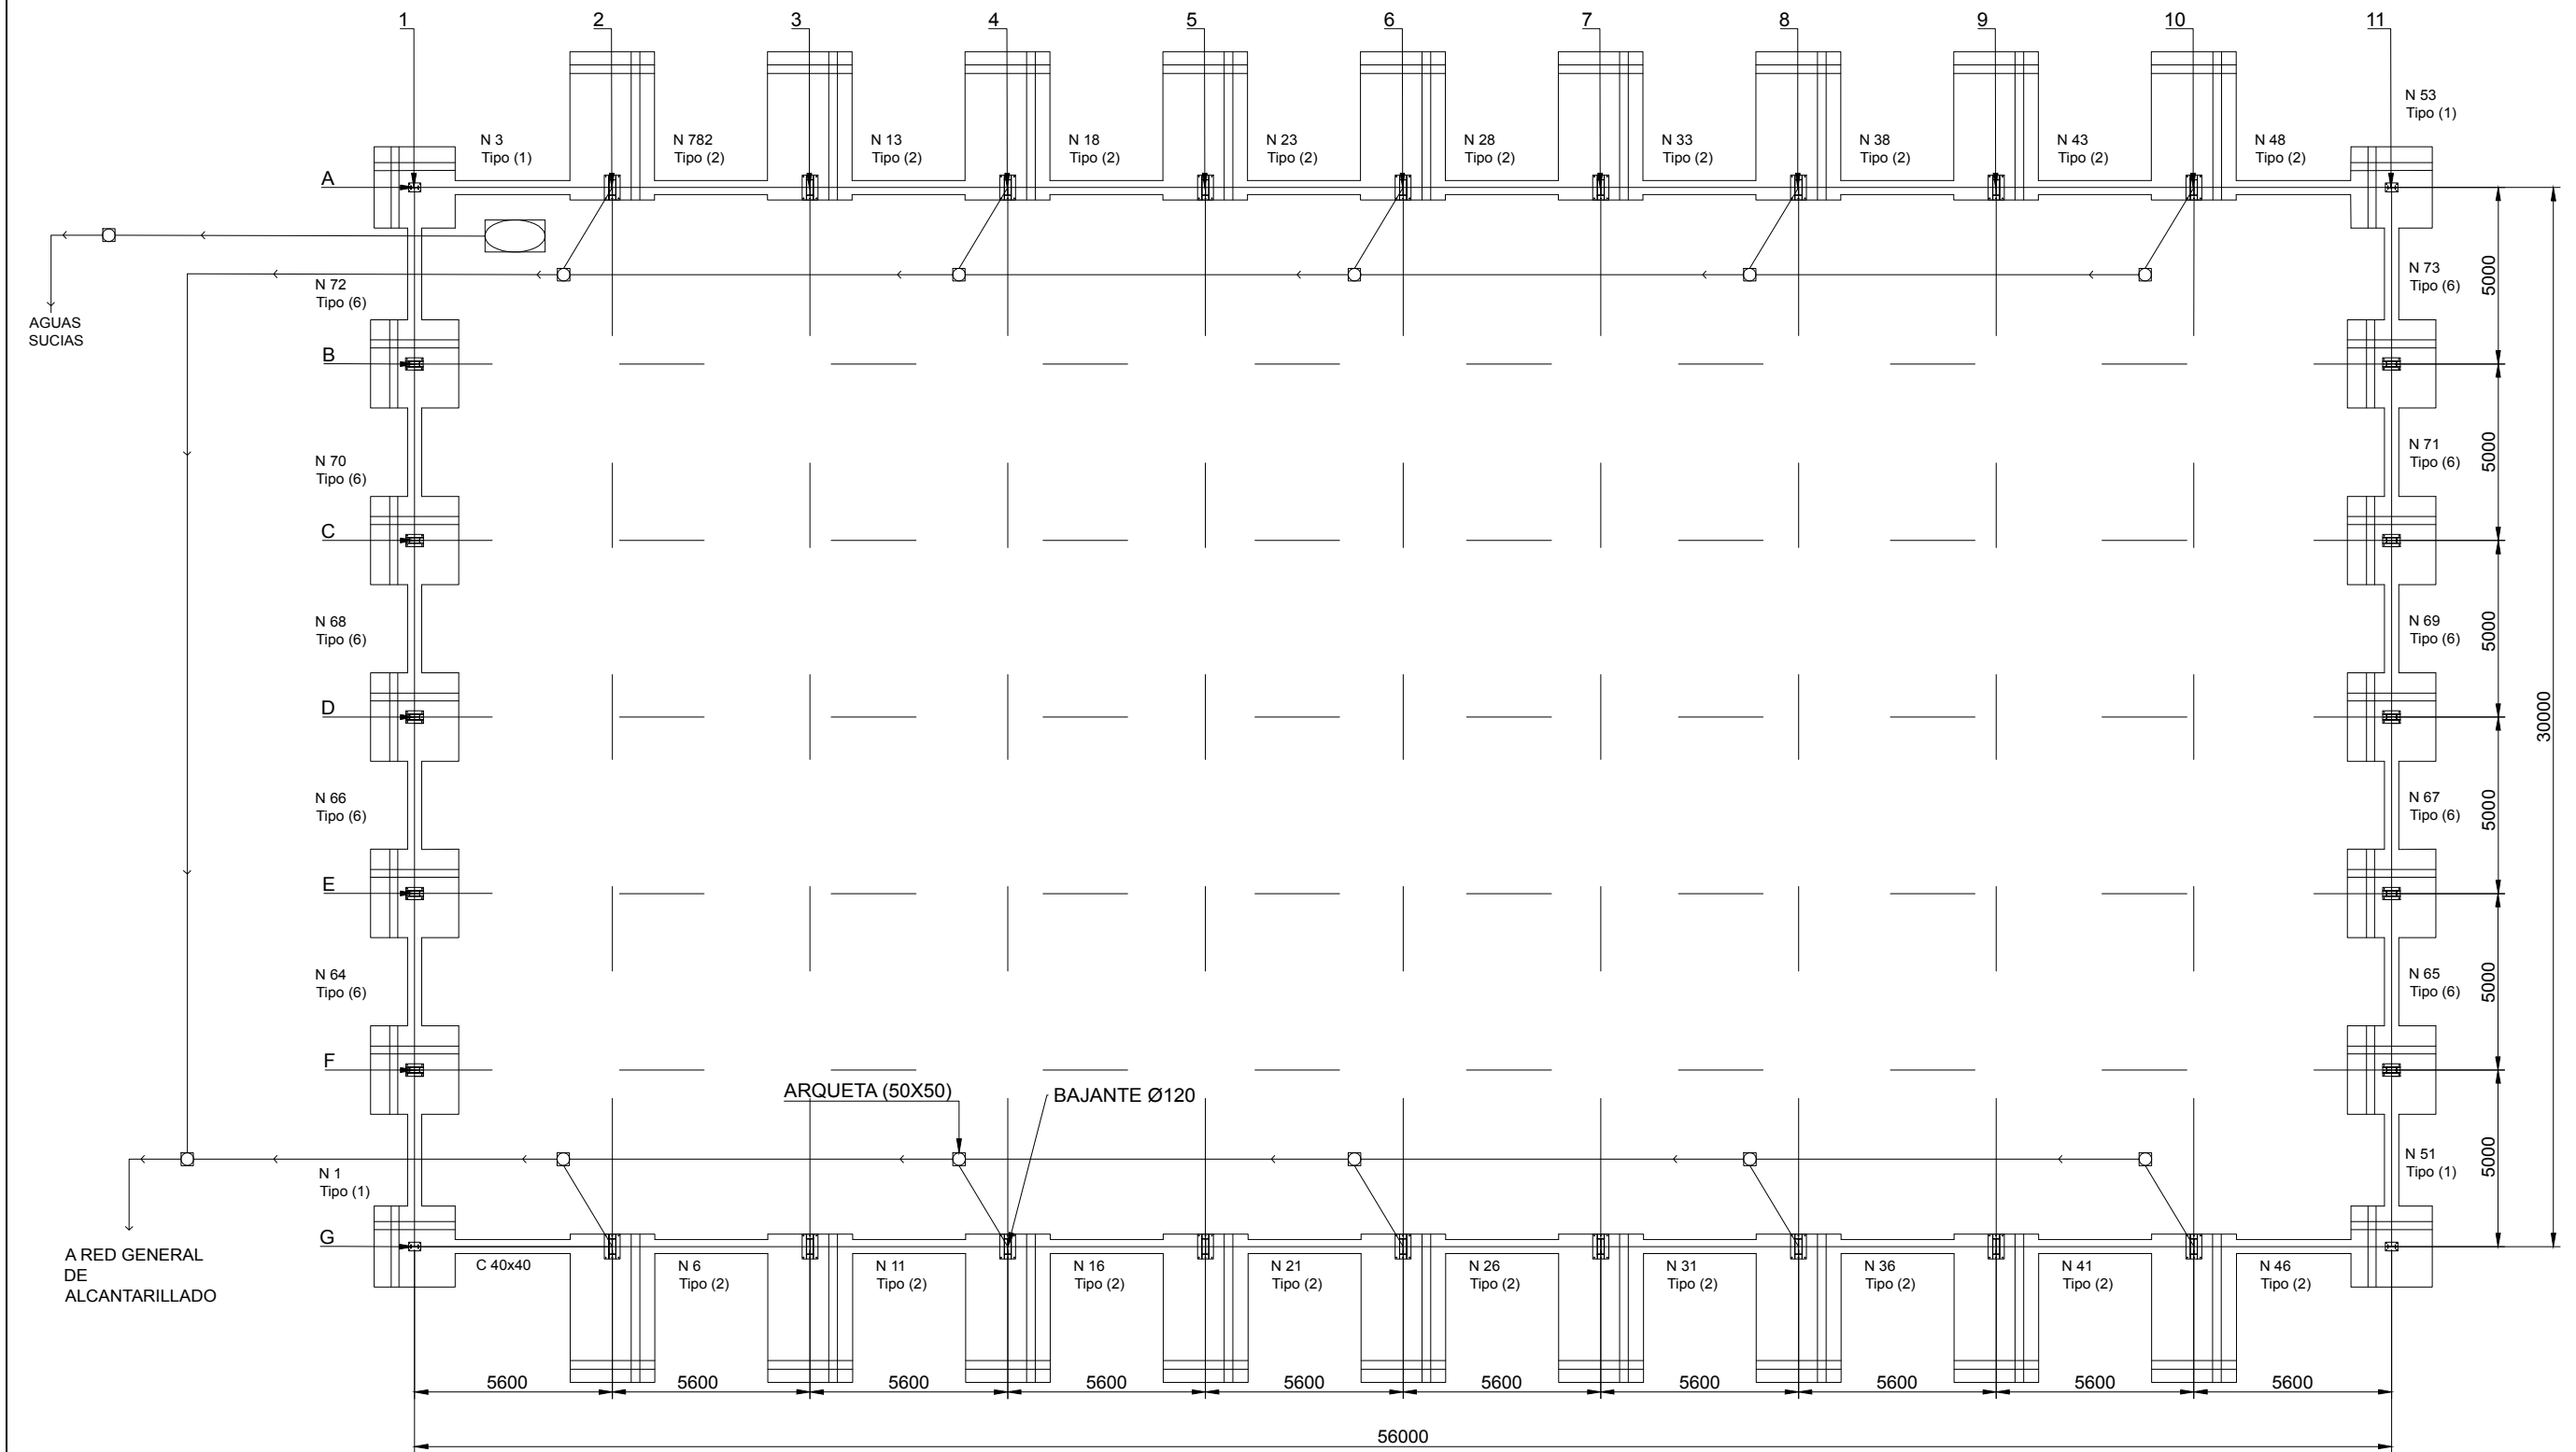 1
2
3
4
5
6
7
8
9
10
11
N 53
Tipo (1)
N 3
Tipo (1)
N 782
Tipo (2)
N 13
Tipo (2)
N 18
Tipo (2)
N 23
Tipo (2)
N 28
Tipo (2)
N 33
Tipo (2)
N 38
Tipo (2)
N 43
Tipo (2)
N 48
Tipo (2)
A
N 72
Tipo (6)
N 73
Tipo (6)
5000
AGUAS
SUCIAS
B
N 70
Tipo (6)
N 71
Tipo (6)
5000
C
N 68
Tipo (6)
N 69
Tipo (6)
5000
D
30000
N 66
Tipo (6)
N 67
Tipo (6)
5000
E
N 64
Tipo (6)
N 65
Tipo (6)
5000
F
ARQUETA (50X50)
BAJANTE Ø120
N 1
Tipo (1)
N 51
Tipo (1)
5000
G
A RED GENERAL
DE
ALCANTARILLADO
C 40x40
N 6
Tipo (2)
N 11
Tipo (2)
N 16
Tipo (2)
N 21
Tipo (2)
N 26
Tipo (2)
N 31
Tipo (2)
N 36
Tipo (2)
N 41
Tipo (2)
N 46
Tipo (2)
5600
5600
5600
5600
5600
5600
5600
5600
5600
5600
56000